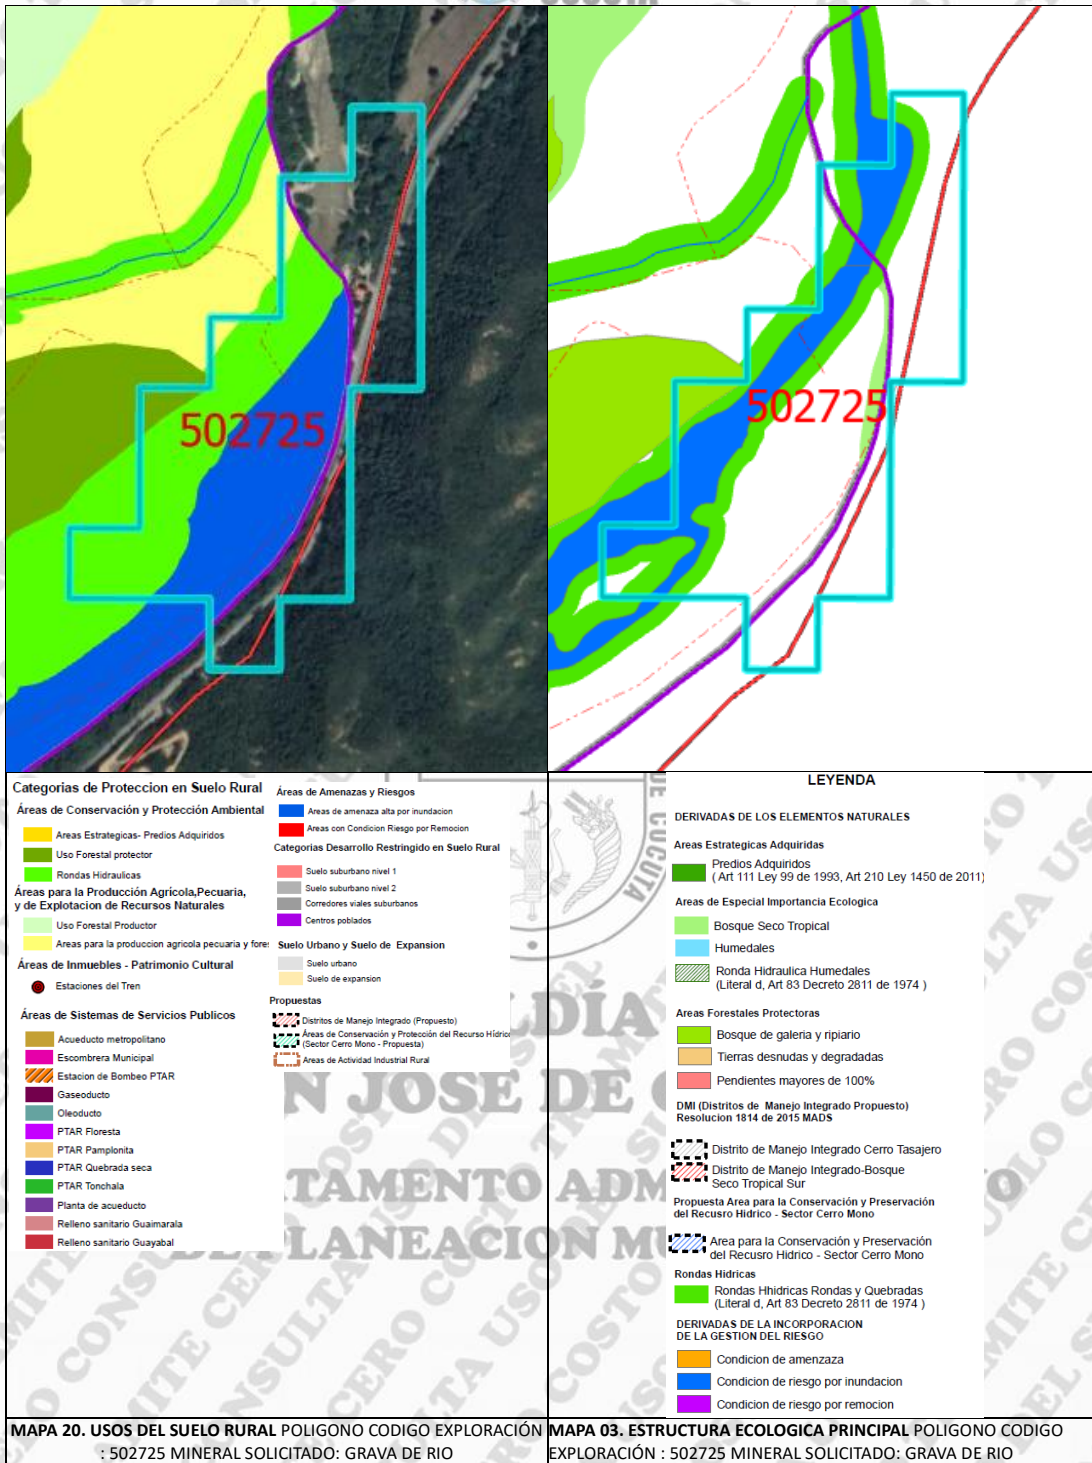 502725
502725
Categorias de Proteccion en Suelo Rural
Áreas de Conservación y Protección Ambiental
Areas Estrategicas- Predios Adquiridos
Uso Forestal protector
Rondas Hidraulicas
Áreas para la Producción Agrícola,Pecuaria,
y de Explotacion de Recursos Naturales
Uso Forestal Productor
Areas para la produccion agricola pecuaria y fores
Áreas de Inmuebles - Patrimonio Cultural
Estaciones del Tren
Áreas de Sistemas de Servicios Publicos
Acueducto metropolitano
Escombrera Municipal
Estacion de Bombeo PTAR
Gaseoducto
Oleoducto
PTAR Floresta
PTAR Pamplonita
PTAR Quebrada seca
PTAR Tonchala
Planta de acueducto
Relleno sanitario Guaimarala
Relleno sanitario Guayabal
Áreas de Amenazas y Riesgos
Areas de amenaza alta por inundacion
Areas con Condicion Riesgo por Remocion
Categorias Desarrollo Restringido en Suelo Rural
Suelo suburbano nivel 1
Suelo suburbano nivel 2
Corredores viales suburbanos
Centros poblados
Suelo Urbano y Suelo de Expansion
Suelo urbano
Suelo de expansion
Propuestas
Distritos de Manejo Integrado (Propuesto)
Áreas de Conservación y Protección del Recurso Hídrico
(Sector Cerro Mono - Propuesta)
Areas de Actividad Industrial Rural
LEYENDA
DERIVADAS DE LOS ELEMENTOS NATURALES
Areas Estrategicas Adquiridas
Predios Adquiridos
( Art 111 Ley 99 de 1993, Art 210 Ley 1450 de 2011)
Areas de Especial Importancia Ecologica
Bosque Seco Tropical
Humedales
Ronda Hidraulica Humedales
(Literal d, Art 83 Decreto 2811 de 1974 )
Areas Forestales Protectoras
Bosque de galeria y ripiario
Tierras desnudas y degradadas
Pendientes mayores de 100%
DMI (Distritos de Manejo Integrado Propuesto)
Resolucion 1814 de 2015 MADS
Distrito de Manejo Integrado Cerro Tasajero
Distrito de Manejo Integrado-Bosque
Seco Tropical Sur
Propuesta Area para la Conservación y Preservación
del Recusro Hidrico - Sector Cerro Mono
Area para la Conservación y Preservación
del Recusro Hidrico - Sector Cerro Mono
Rondas Hidricas
Rondas Hhidricas Rondas y Quebradas
(Literal d, Art 83 Decreto 2811 de 1974 )
DERIVADAS DE LA INCORPORACION
DE LA GESTION DEL RIESGO
Condicion de amenzaza
Condicion de riesgo por inundacion
Condicion de riesgo por remocion
MAPA 20. USOS DEL SUELO RURAL POLIGONO CODIGO EXPLORACIÓN
: 502725 MINERAL SOLICITADO: GRAVA DE RIO
MAPA 03. ESTRUCTURA ECOLOGICA PRINCIPAL POLIGONO CODIGO
EXPLORACIÓN : 502725 MINERAL SOLICITADO: GRAVA DE RIO